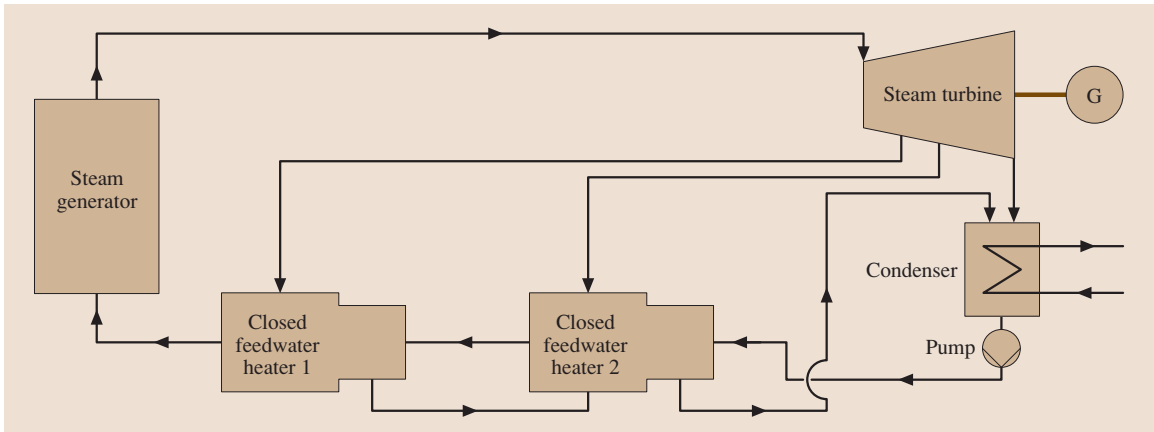 Steam turbine
G
Steam
generator
Condenser
Closed
feedwater
heater 1
Closed
feedwater
heater 2
Pump